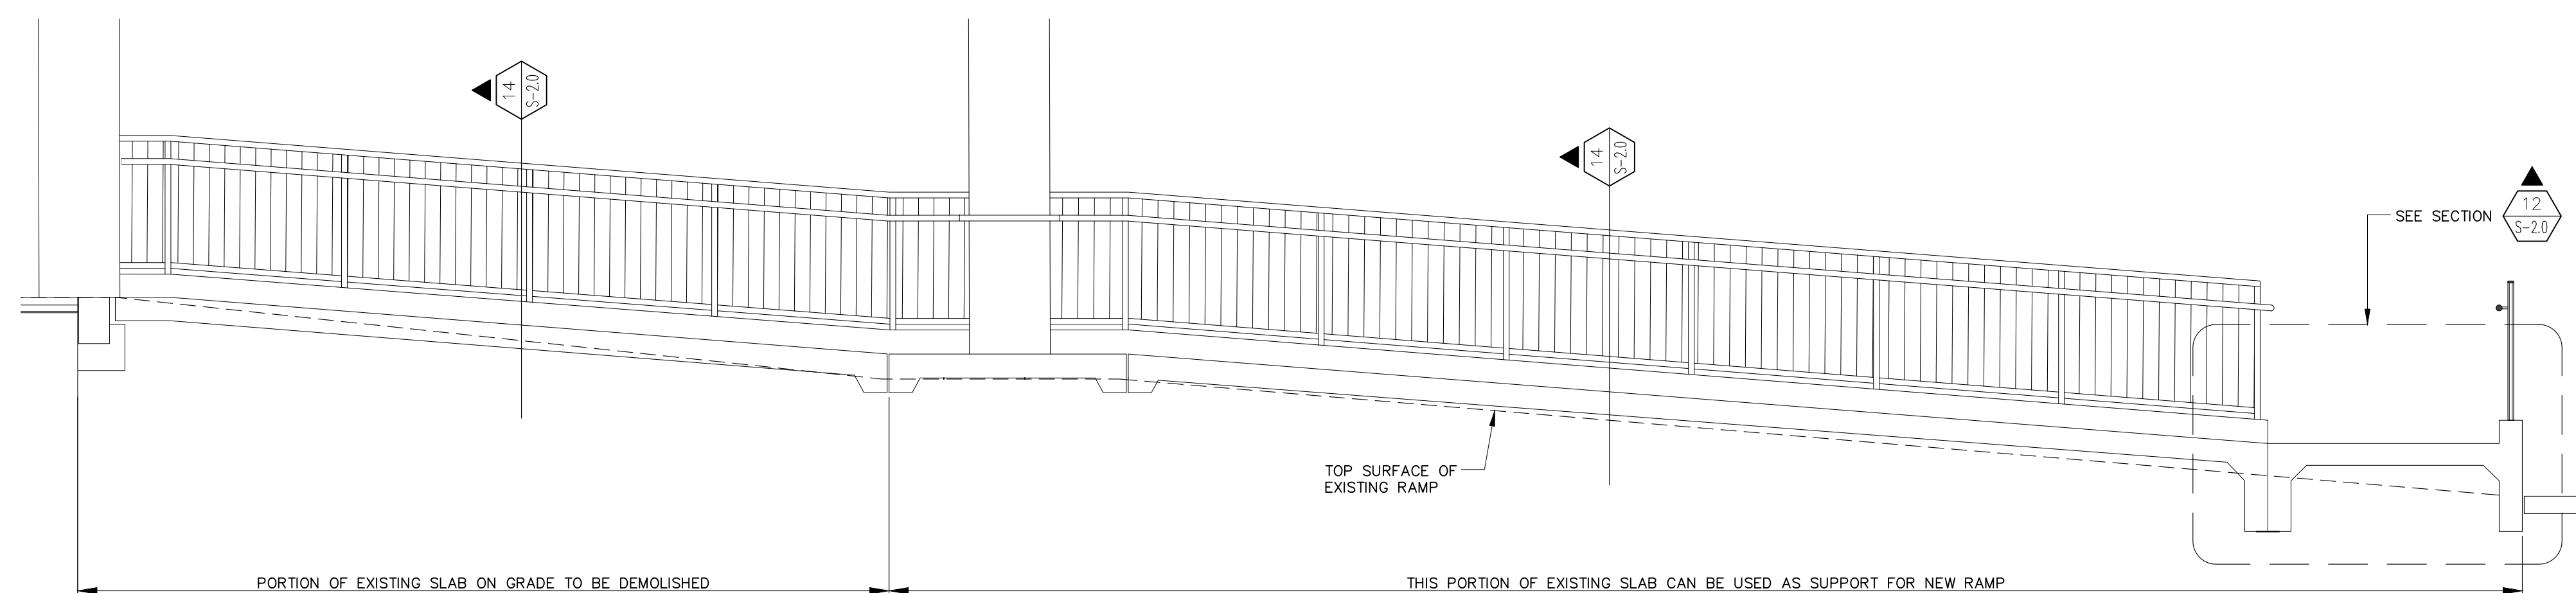 14
S-2.0
14
S-2.0
SEE SECTION
12
S-2.0
TOP SURFACE OF
EXISTING RAMP
PORTION OF EXISTING SLAB ON GRADE TO BE DEMOLISHED
THIS PORTION OF EXISTING SLAB CAN BE USED AS SUPPORT FOR NEW RAMP